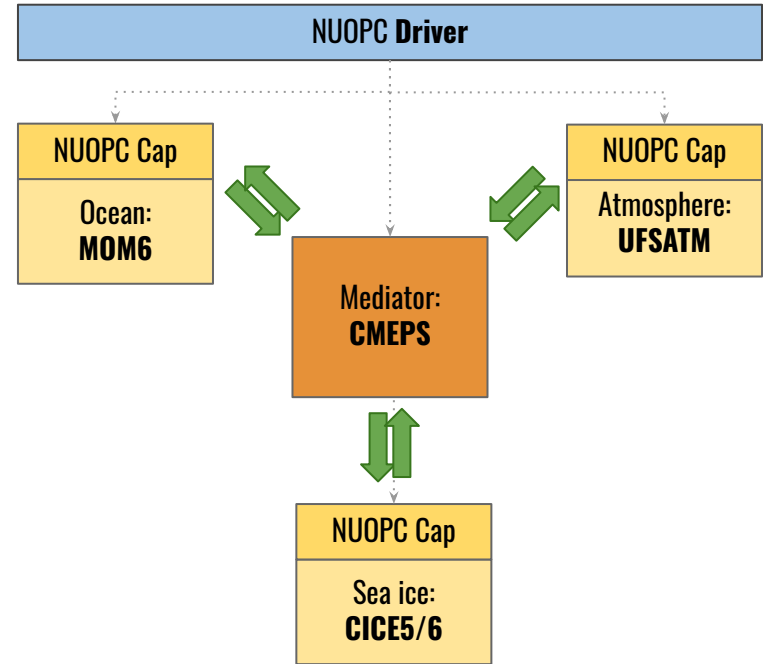 NUOPC Driver
NUOPC Cap
Ocean:
MOM6
NUOPC Cap
Atmosphere:
UFSATM
Mediator:
CMEPS
NUOPC Cap
Sea ice:
CICE5/6